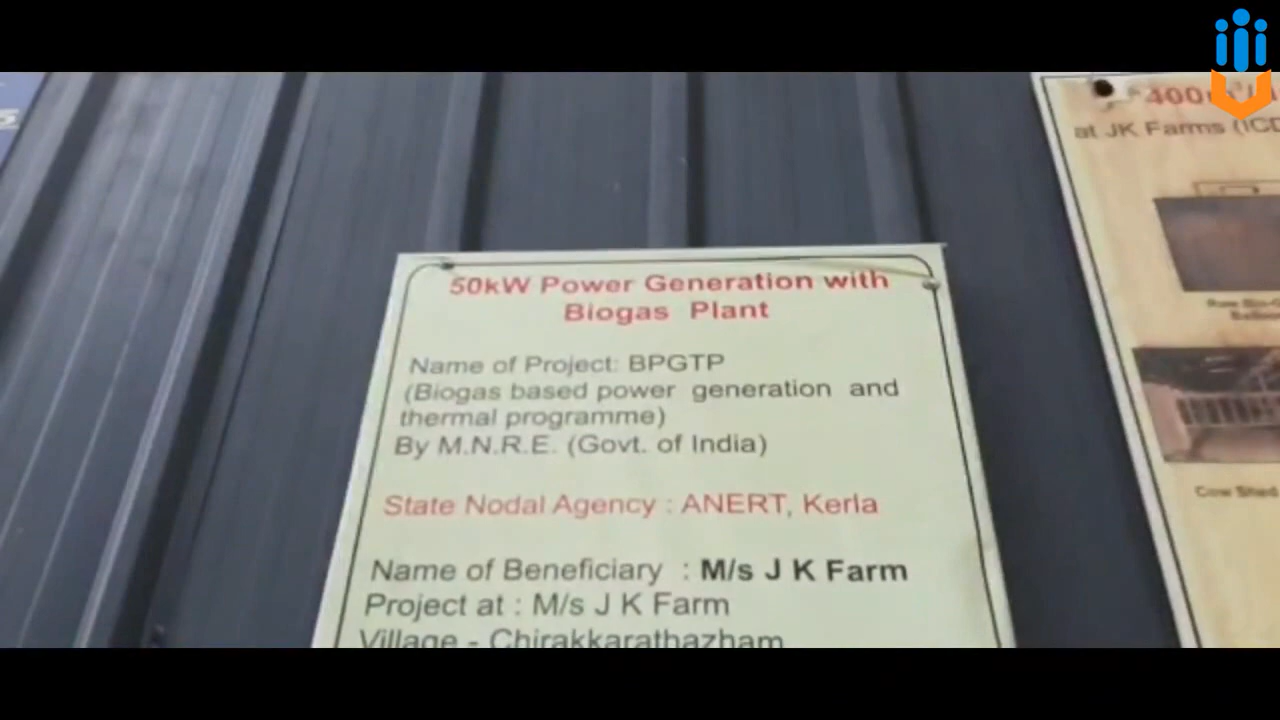 50kW Power Generation with
Biogas Plant
Name of Project: BPGTP
(Biogas based power generation and
thermal programme)
By M.N.R.E. (Govt. of India)
State Nodal Agency : ANERT, Kerla
Name of Beneficiary : M/s J K Farm
Project at : M/s J K Farm
Village - Chirakkarathazham
400
at JK Farms
Cow Shed